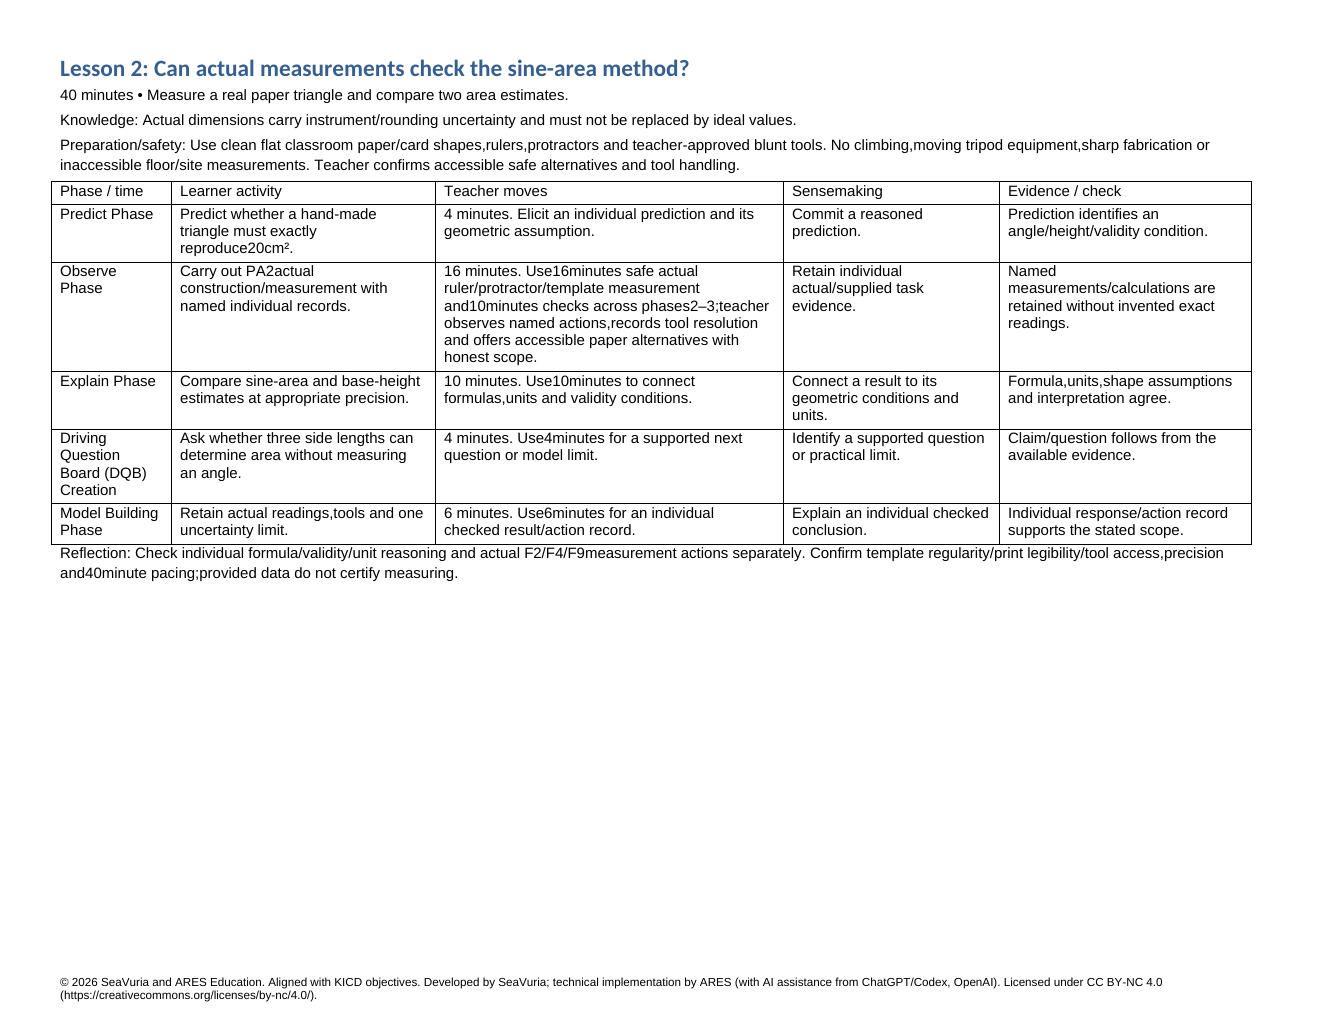 Lesson 2: Can actual measurements check the sine-area method?
40 minutes • Measure a real paper triangle and compare two area estimates.
Knowledge: Actual dimensions carry instrument/rounding uncertainty and must not be replaced by ideal values.
Preparation/safety: Use clean flat classroom paper/card shapes,rulers,protractors and teacher-approved blunt tools. No climbing,moving tripod equipment,sharp fabrication or
inaccessible floor/site measurements. Teacher confirms accessible safe alternatives and tool handling.
Phase / time
Learner activity
Teacher moves
Sensemaking
Evidence / check
Predict Phase
Predict whether a hand-made
triangle must exactly
reproduce20cm².
4 minutes. Elicit an individual prediction and its
geometric assumption.
Commit a reasoned
prediction.
Prediction identifies an
angle/height/validity condition.
Observe
Phase
Carry out PA2actual
construction/measurement with
named individual records.
16 minutes. Use16minutes safe actual
ruler/protractor/template measurement
and10minutes checks across phases2–3;teacher
observes named actions,records tool resolution
and offers accessible paper alternatives with
honest scope.
Retain individual
actual/supplied task
evidence.
Named
measurements/calculations are
retained without invented exact
readings.
Explain Phase
Compare sine-area and base-height
estimates at appropriate precision.
10 minutes. Use10minutes to connect
formulas,units and validity conditions.
Connect a result to its
geometric conditions and
units.
Formula,units,shape assumptions
and interpretation agree.
Driving
Question
Board (DQB)
Creation
Ask whether three side lengths can
determine area without measuring
an angle.
4 minutes. Use4minutes for a supported next
question or model limit.
Identify a supported question
or practical limit.
Claim/question follows from the
available evidence.
Model Building
Phase
Retain actual readings,tools and one
uncertainty limit.
6 minutes. Use6minutes for an individual
checked result/action record.
Explain an individual checked
conclusion.
Individual response/action record
supports the stated scope.
Reflection: Check individual formula/validity/unit reasoning and actual F2/F4/F9measurement actions separately. Confirm template regularity/print legibility/tool access,precision
and40minute pacing;provided data do not certify measuring.
© 2026 SeaVuria and ARES Education. Aligned with KICD objectives. Developed by SeaVuria; technical implementation by ARES (with AI assistance from ChatGPT/Codex, OpenAI). Licensed under CC BY-NC 4.0
(https://creativecommons.org/licenses/by-nc/4.0/).